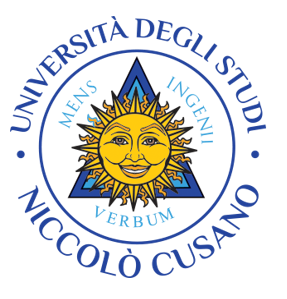 UNIVERSITÀ DEGLI STUDI
NICCOLÒ CUSANO
MENS
INGENII
VERBUM